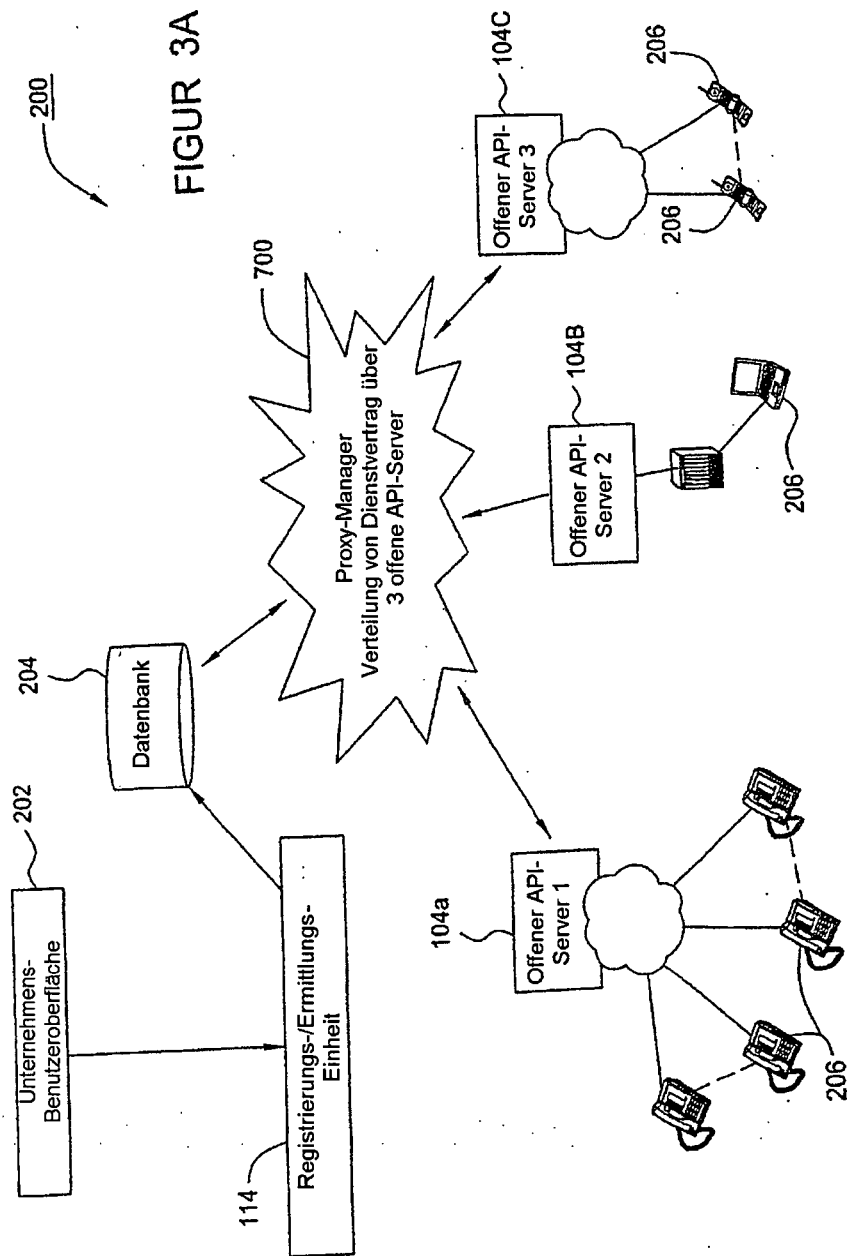 200
FIGUR 3A
202
Unternehmens-
Benutzeroberfläche
204
Datenbank
114
Registrierungs-/Ermittlungs-
Einheit
700
Proxy-Manager
Verteilung von Dienstvertrag über
3 offene API-Server
104a
Offener API-
Server 1
206
104B
Offener API-
Server 2
206
104C
Offener API-
Server 3
206
206